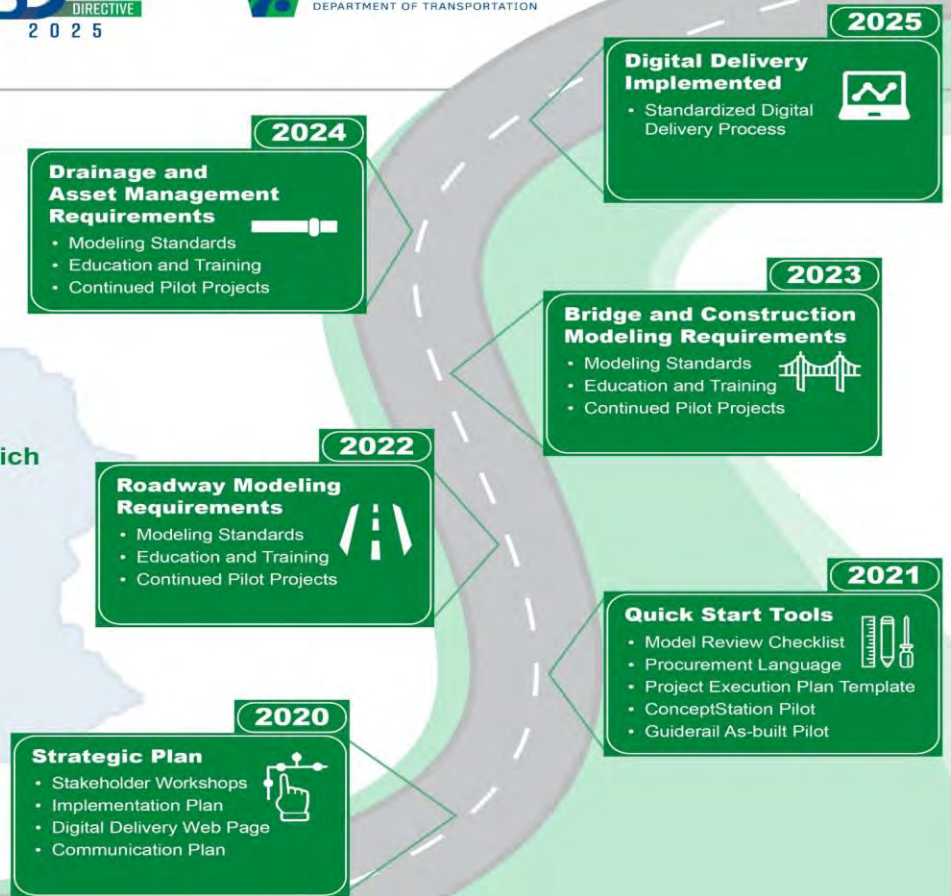 DIRECTIVE
2025
DEPARTMENT OF TRANSPORTATION
2025
Digital Delivery
Implemented
• Standardized Digital
Delivery Process
2024
Drainage and
Asset Management
Requirements
• Modeling Standards
• Education and Training
• Continued Pilot Projects
2023
Bridge and Construction
Modeling Requirements
• Modeling Standards
• Education and Training
• Continued Pilot Projects
ich
2022
Roadway Modeling
Requirements
• Modeling Standards
• Education and Training
• Continued Pilot Projects
2021
Quick Start Tools
• Model Review Checklist
• Procurement Language
• Project Execution Plan Template
• ConceptStation Pilot
• Guiderail As-built Pilot
2020
Strategic Plan
• Stakeholder Workshops
• Implementation Plan
• Digital Delivery Web Page
• Communication Plan